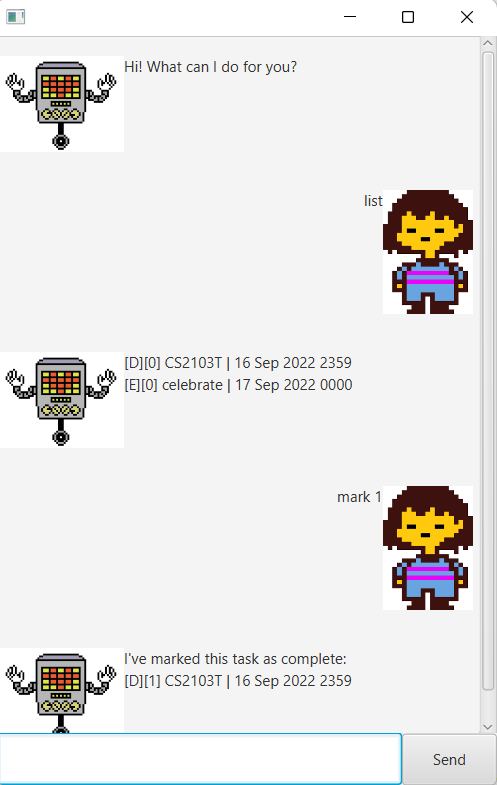 Hi! What can I do for you?
list
[D][0] CS2103T | 16 Sep 2022 2359
[E][0] celebrate | 17 Sep 2022 0000
mark 1
I've marked this task as complete:
[D][1] CS2103T | 16 Sep 2022 2359
Send